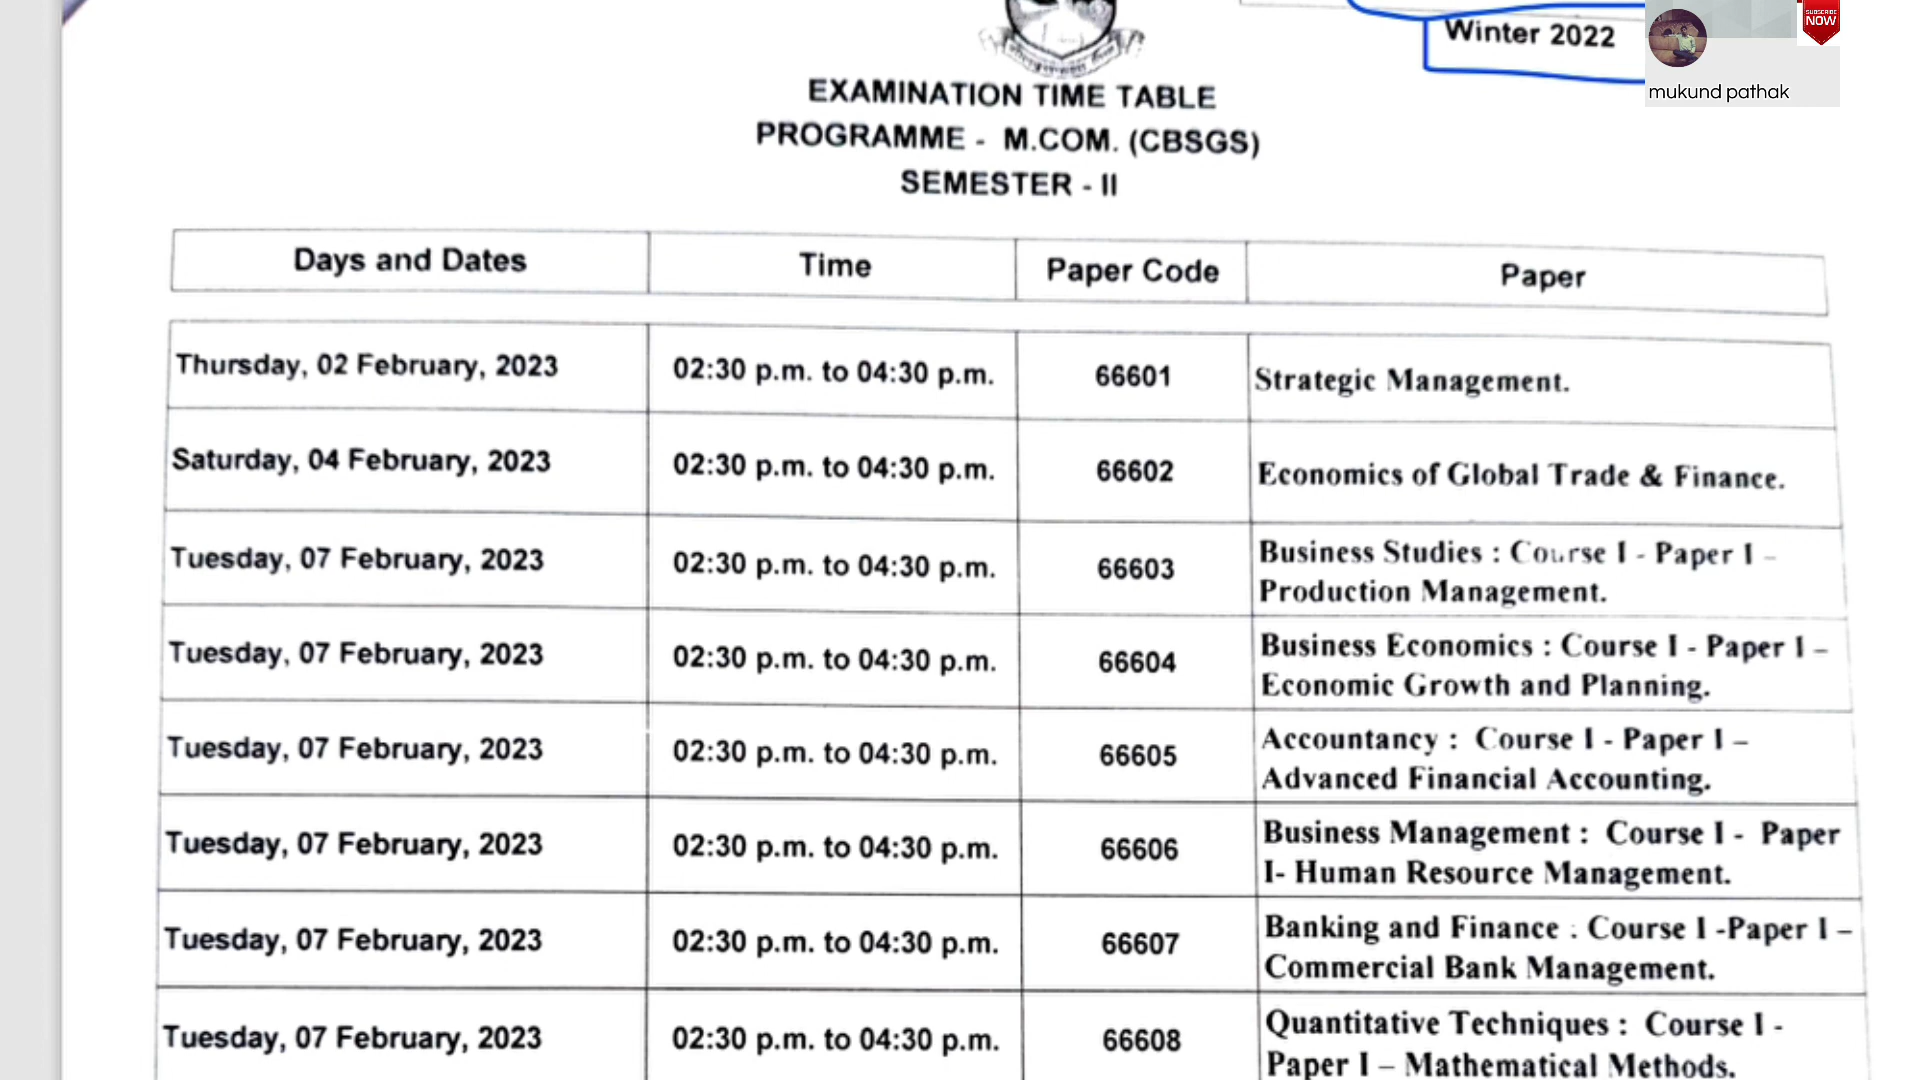 Winter 2022
SUBSCRIBE
NOW
mukund pathak
EXAMINATION TIME TABLE
PROGRAMME - M.COM. (CBSGS)
SEMESTER - II
Days and Dates Time Paper Code Paper
Thursday, 02 February, 2023 02:30 p.m. to 04:30 p.m. 66601 Strategic Management.
Saturday, 04 February, 2023 02:30 p.m. to 04:30 p.m. 66602 Economics of Global Trade & Finance.
Tuesday, 07 February, 2023 02:30 p.m. to 04:30 p.m. 66603 Business Studies : Course I - Paper I –
Production Management.
Tuesday, 07 February, 2023 02:30 p.m. to 04:30 p.m. 66604 Business Economics : Course I - Paper I –
Economic Growth and Planning.
Tuesday, 07 February, 2023 02:30 p.m. to 04:30 p.m. 66605 Accountancy : Course I - Paper I –
Advanced Financial Accounting.
Tuesday, 07 February, 2023 02:30 p.m. to 04:30 p.m. 66606 Business Management : Course I - Paper
I- Human Resource Management.
Tuesday, 07 February, 2023 02:30 p.m. to 04:30 p.m. 66607 Banking and Finance : Course I -Paper I –
Commercial Bank Management.
Tuesday, 07 February, 2023 02:30 p.m. to 04:30 p.m. 66608 Quantitative Techniques : Course I -
Paper I – Mathematical Methods.